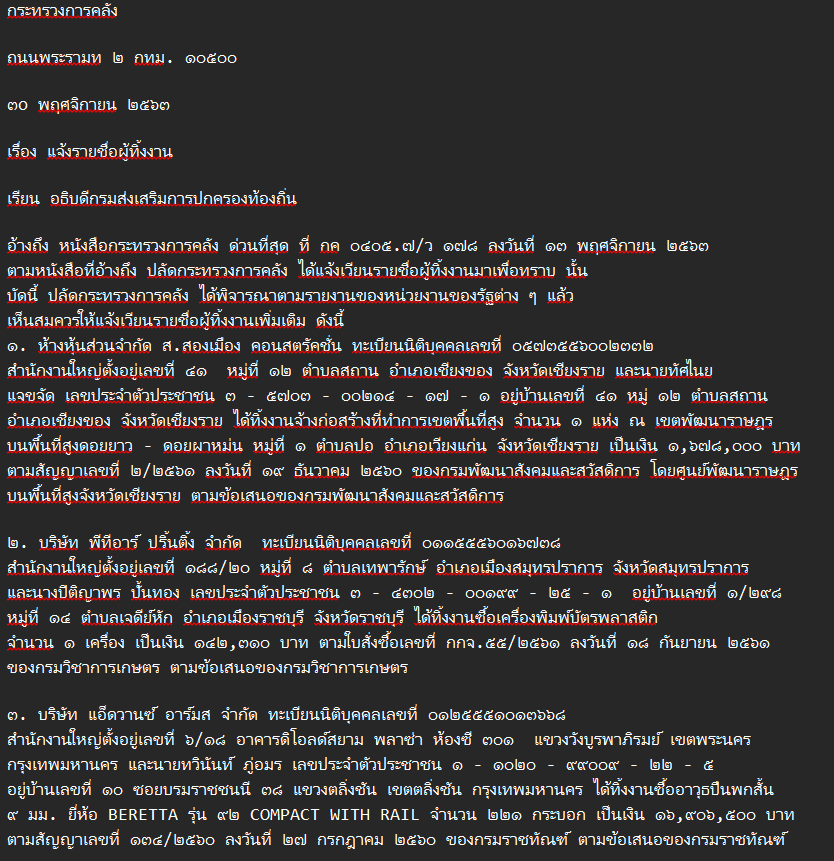 กระทรวงการคลัง
ถนนพระรามท ๒ กทม. ๑๐๕๐๐
๓๐ พฤศจิกายน ๒๕๖๓
เรื่อง แจ้งรายชื่อผู้ทิ้งงาน
เรียน อธิบดีกรมส่งเสริมการปกครองท้องถิ่น
อ้างถึง หนังสือกระทรวงการคลัง ด่วนที่สุด ที่ กค ๐๔๐๕.๗/ว ๑๗๘ ลงวันที่ ๑๓ พฤศจิกายน ๒๕๖๓
ตามหนังสือที่อ้างถึง ปลัดกระทรวงการคลัง ได้แจ้งเวียนรายชื่อผู้ทิ้งงานมาเพื่อทราบ นั้น
บัดนี้ ปลัดกระทรวงการคลัง ได้พิจารณาตามรายงานของหน่วยงานของรัฐต่าง ๆ แล้ว
เห็นสมควรให้แจ้งเวียนรายชื่อผู้ทิ้งงานเพิ่มเติม ดังนี้
๑. ห้างหุ้นส่วนจำกัด ส.สองเมือง คอนสตรัคชั่น ทะเบียนนิติบุคคลเลขที่ ๐๕๗๓๕๕๖๐๐๒๓๓๒
สำนักงานใหญ่ตั้งอยู่เลขที่ ๔๑ หมู่ที่ ๑๒ ตำบลสถาน อำเภอเชียงของ จังหวัดเชียงราย และนายทัศไนย
แจขจัด เลขประจำตัวประชาชน ๓ - ๕๗๐๓ - ๐๐๒๑๔ - ๑๗ - ๑ อยู่บ้านเลขที่ ๔๑ หมู่ ๑๒ ตำบลสถาน
อำเภอเชียงของ จังหวัดเชียงราย ได้ทิ้งงานจ้างก่อสร้างที่ทำการเขตพื้นที่สูง จำนวน ๑ แห่ง ณ เขตพัฒนาราษฎร
บนพื้นที่สูงดอยยาว - ดอยผาหม่น หมู่ที่ ๑ ตำบลปอ อำเภอเวียงแก่น จังหวัดเชียงราย เป็นเงิน ๑,๖๗๘,๐๐๐ บาท
ตามสัญญาเลขที่ ๒/๒๕๖๑ ลงวันที่ ๑๙ ธันวาคม ๒๕๖๐ ของกรมพัฒนาสังคมและสวัสดิการ โดยศูนย์พัฒนาราษฎร
บนพื้นที่สูงจังหวัดเชียงราย ตามข้อเสนอของกรมพัฒนาสังคมและสวัสดิการ
๒. บริษัท พีทีอาร์ ปริ้นติ้ง จำกัด ทะเบียนนิติบุคคลเลขที่ ๐๑๑๕๕๕๖๐๑๖๗๓๘
สำนักงานใหญ่ตั้งอยู่เลขที่ ๑๘๘/๒๐ หมู่ที่ ๘ ตำบลเทพารักษ์ อำเภอเมืองสมุทรปราการ จังหวัดสมุทรปราการ
และนางปิติญาพร ปั้นทอง เลขประจำตัวประชาชน ๓ - ๔๓๐๒ - ๐๐๑๙๙ - ๒๕ - ๑ อยู่บ้านเลขที่ ๑/๒๙๘
หมู่ที่ ๑๔ ตำบลเจดีย์หัก อำเภอเมืองราชบุรี จังหวัดราชบุรี ได้ทิ้งงานซื้อเครื่องพิมพ์บัตรพลาสติก
จำนวน ๑ เครื่อง เป็นเงิน ๑๔๒,๓๑๐ บาท ตามใบสั่งซื้อเลขที่ กกจ.๕๕/๒๕๖๑ ลงวันที่ ๑๘ กันยายน ๒๕๖๑
ของกรมวิชาการเกษตร ตามข้อเสนอของกรมวิชาการเกษตร
๓. บริษัท แอ็ดวานซ์ อาร์มส จำกัด ทะเบียนนิติบุคคลเลขที่ ๐๑๒๕๕๕๑๐๑๓๖๖๘
สำนักงานใหญ่ตั้งอยู่เลขที่ ๖/๑๘ อาคารดิโอลด์สยาม พลาซ่า ห้องซี ๓๐๑ แขวงวังบูรพาภิรมย์ เขตพระนคร
กรุงเทพมหานคร และนายทวินันท์ ภู่อมร เลขประจำตัวประชาชน ๑ - ๑๐๒๐ - ๙๙๐๐๙ - ๒๒ - ๕
อยู่บ้านเลขที่ ๑๐ ซอยบรมราชชนนี ๓๘ แขวงตลิ่งชัน เขตตลิ่งชัน กรุงเทพมหานคร ได้ทิ้งงานซื้ออาวุธปืนพกสั้น
๙ มม. ยี่ห้อ BERETTA รุ่น ๙๒ COMPACT WITH RAIL จำนวน ๒๒๑ กระบอก เป็นเงิน ๑๖,๙๐๖,๕๐๐ บาท
ตามสัญญาเลขที่ ๑๓๔/๒๕๖๐ ลงวันที่ ๒๗ กรกฎาคม ๒๕๖๐ ของกรมราชทัณฑ์ ตามข้อเสนอของกรมราชทัณฑ์